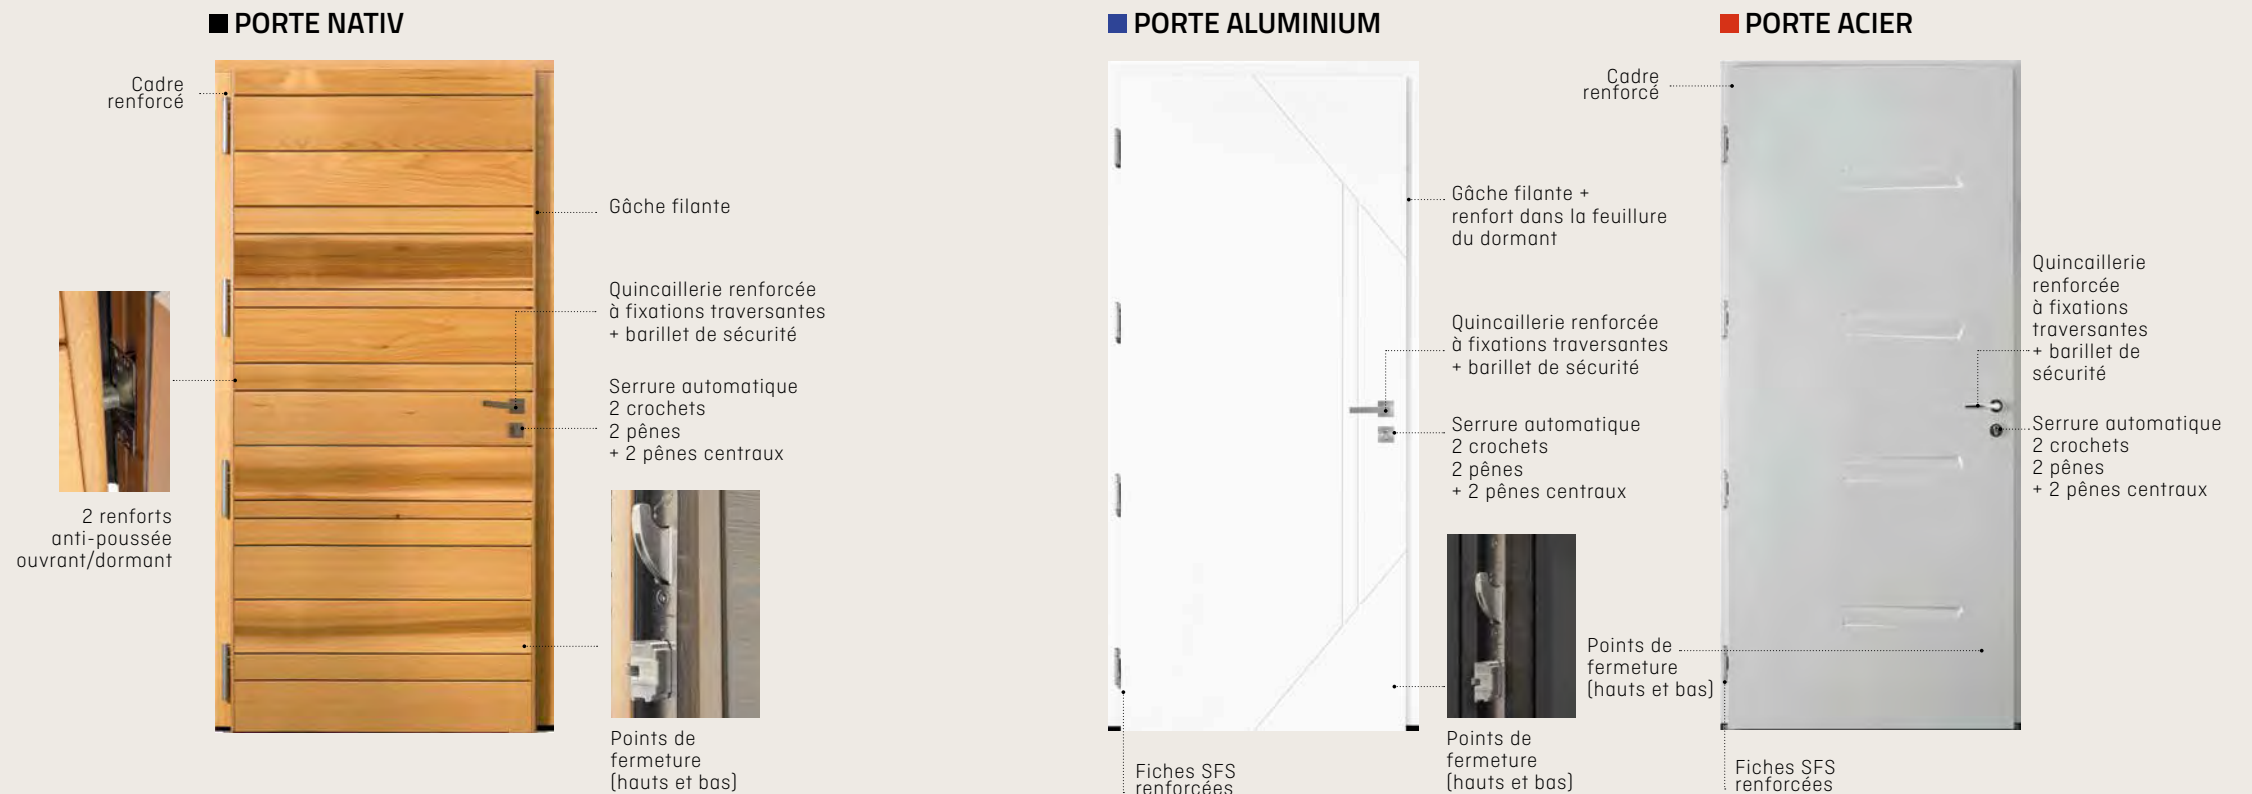 PORTE NATIV
Cadre
renforcé
Gâche filante
Quincaillerie renforcée
à fixations traversantes
+ barillet de sécurité
Serrure automatique
2 crochets
2 pênes
+ 2 pênes centraux
2 renforts
anti-poussée
ouvrant/dormant
Points de
fermeture
(hauts et bas)
PORTE ALUMINIUM
Gâche filante +
renfort dans la feuillure
du dormant
Quincaillerie renforcée
à fixations traversantes
+ barillet de sécurité
Serrure automatique
2 crochets
2 pênes
+ 2 pênes centraux
Points de
fermeture
(hauts et bas)
Fiches SFS
renforcées
PORTE ACIER
Cadre
renforcé
Quincaillerie
renforcée
à fixations
traversantes
+ barillet de
sécurité
Serrure automatique
2 crochets
2 pênes
+ 2 pênes centraux
Points de
fermeture
(hauts et bas)
Fiches SFS
renforcées